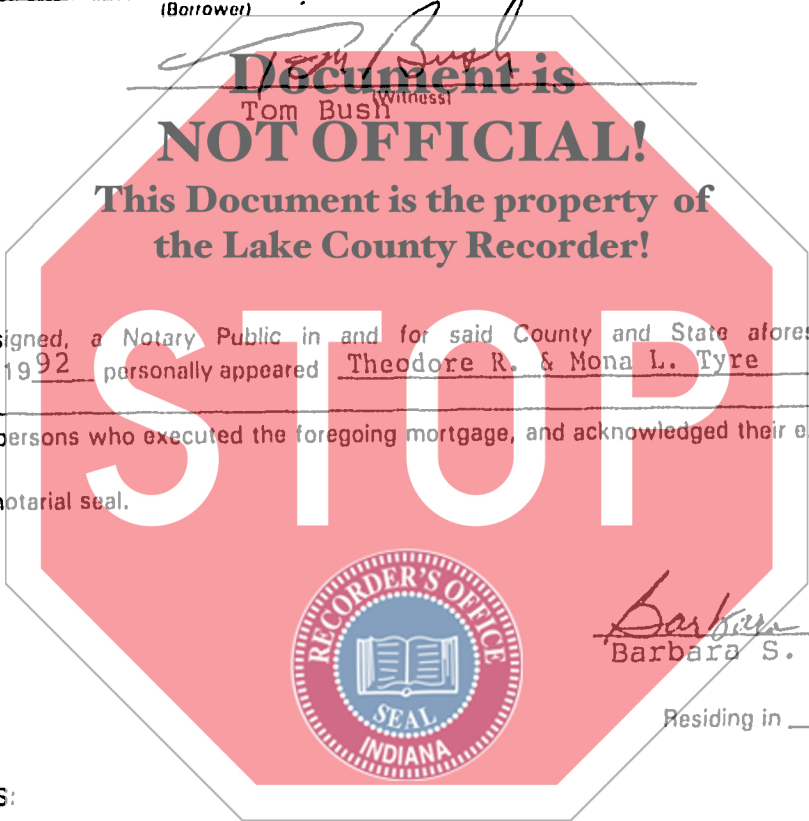 (Borrower)
Tom Bush
Document is
(Witness)
Tom Bush
NOT OFFICIAL!
This Document is the property of
the Lake County Recorder!
signed, a Notary Public in and for said County and State afores
1992 personally appeared Theodore R. & Mona L. Tyre
STOP
persons who executed the foregoing mortgage, and acknowledged their e
notarial seal.
RECORDER'S OFFICE
SEAL
INDIANA
Barbara
Barbara S.
Residing in
S: